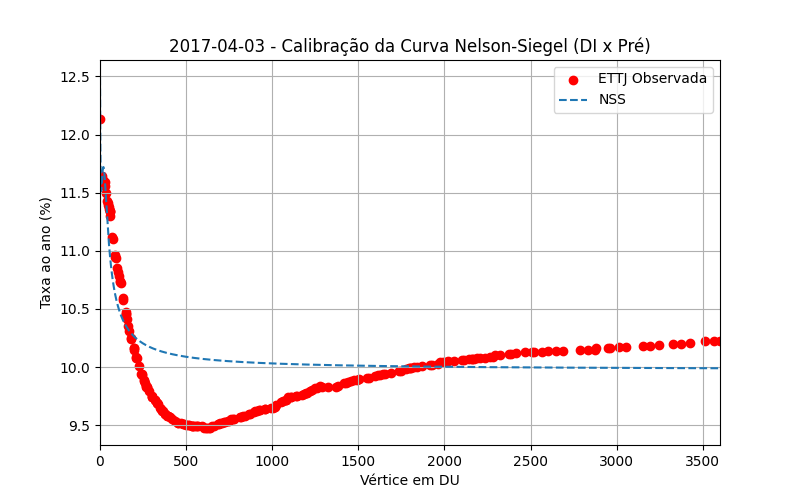 2017-04-03 - Calibração da Curva Nelson-Siegel (DI x Pré)
ETTJ Observada
NSS
Taxa ao ano (%)
12.5
12.0
11.5
11.0
10.5
10.0
9.5
0 500 1000 1500 2000 2500 3000 3500
Vértice em DU